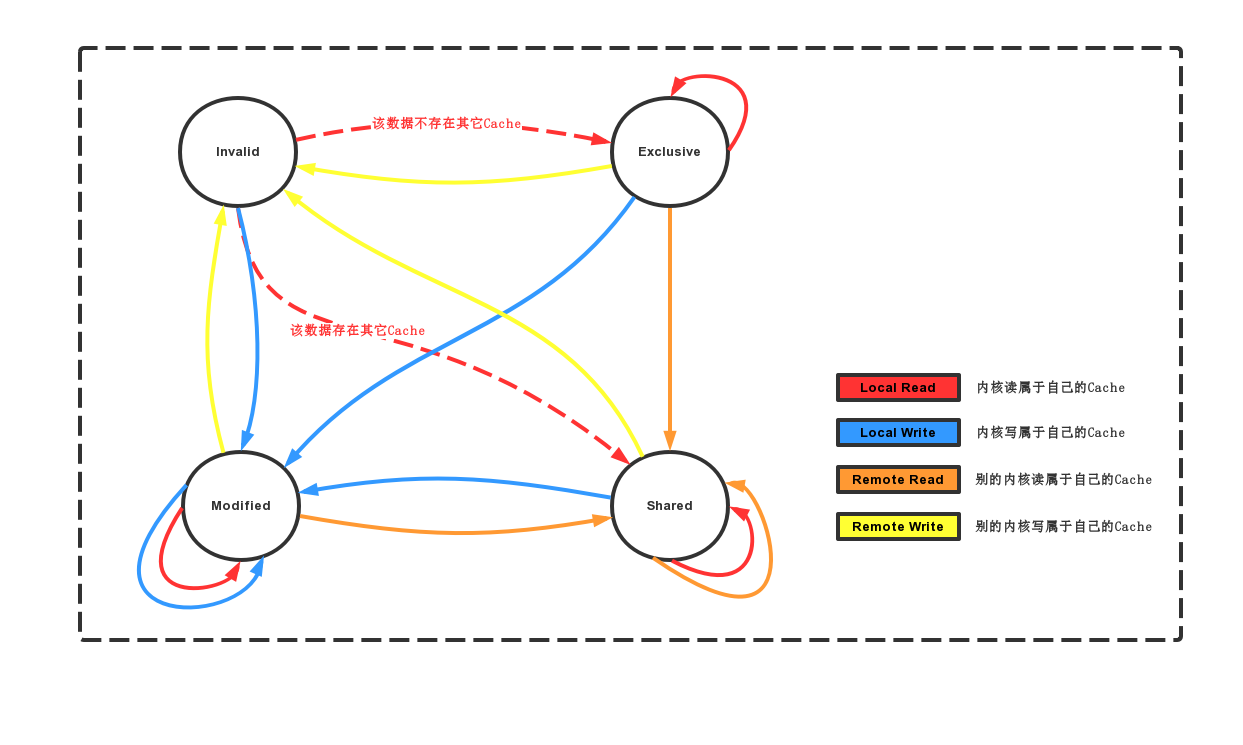 该数据不存在其它Cache
Invalid
Exclusive
该数据存在其它Cache
Local Read 内核读属于自己的Cache
Local Write 内核写属于自己的Cache
Remote Read 别的内核读属于自己的Cache
Modified
Shared
Remote Write 别的内核写属于自己的Cache